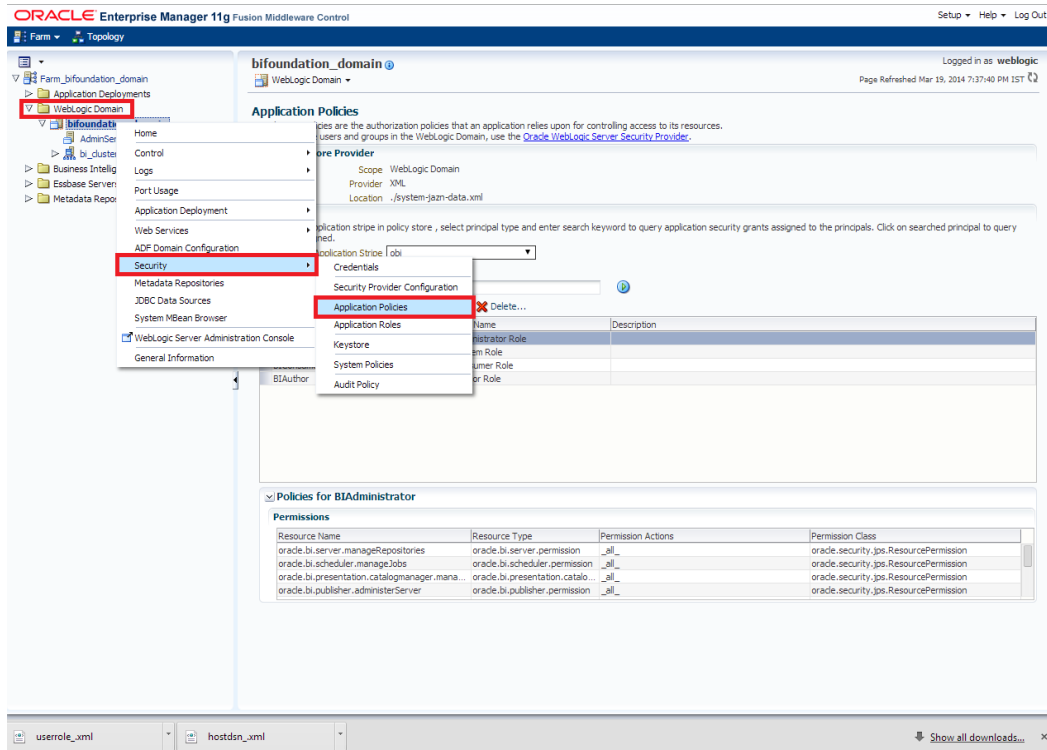 ORACLE Enterprise Manager 11g Fusion Middleware Control
Setup Help Log Out
Farm Topology
Farm_bifoundation_domain
Application Deployments
WebLogic Domain
AdminSer
bi_cluster
Business Intellig
Essbase Servers
Metadata Repos
Home
Control
Logs
Port Usage
Application Deployment
Web Services
ADF Domain Configuration
Security
Metadata Repositories
JDBC Data Sources
System MBean Browser
WebLogic Server Administration Console
General Information
Credentials
Security Provider Configuration
Application Policies
Application Roles
Keystore
System Policies
Audit Policy
bifoundation_domain
WebLogic Domain
Logged in as weblogic
Page Refreshed Mar 19, 2014 7:37:40 PM IST
Application Policies
icies are the authorization policies that an application relies upon for controlling access to its resources.
users and groups in the WebLogic Domain, use the Oracle WebLogic Server Security Provider.
ore Provider
Scope WebLogic Domain
Provider XML
Location ./system-jazn-data.xml
plication stripe in policy store , select principal type and enter search keyword to query application security grants assigned to the principals. Click on searched principal to query
ned.
Application Stripe obi
Delete...
Name Description
nistrator Role
em Role
umer Role
BIAuthor or Role
Policies for BIAdministrator
Permissions
Resource Name Resource Type Permission Actions Permission Class
oracle.bi.server.manageRepositories oracle.bi.server.permission _all_ oracle.security.jps.ResourcePermission
oracle.bi.scheduler.manageJobs oracle.bi.scheduler.permission _all_ oracle.security.jps.ResourcePermission
oracle.bi.presentation.catalogmanager.mana... oracle.bi.presentation.catalo... _all_ oracle.security.jps.ResourcePermission
oracle.bi.publisher.administerServer oracle.bi.publisher.permission _all_ oracle.security.jps.ResourcePermission
userrole_.xml hostdsn_.xml Show all downloads...